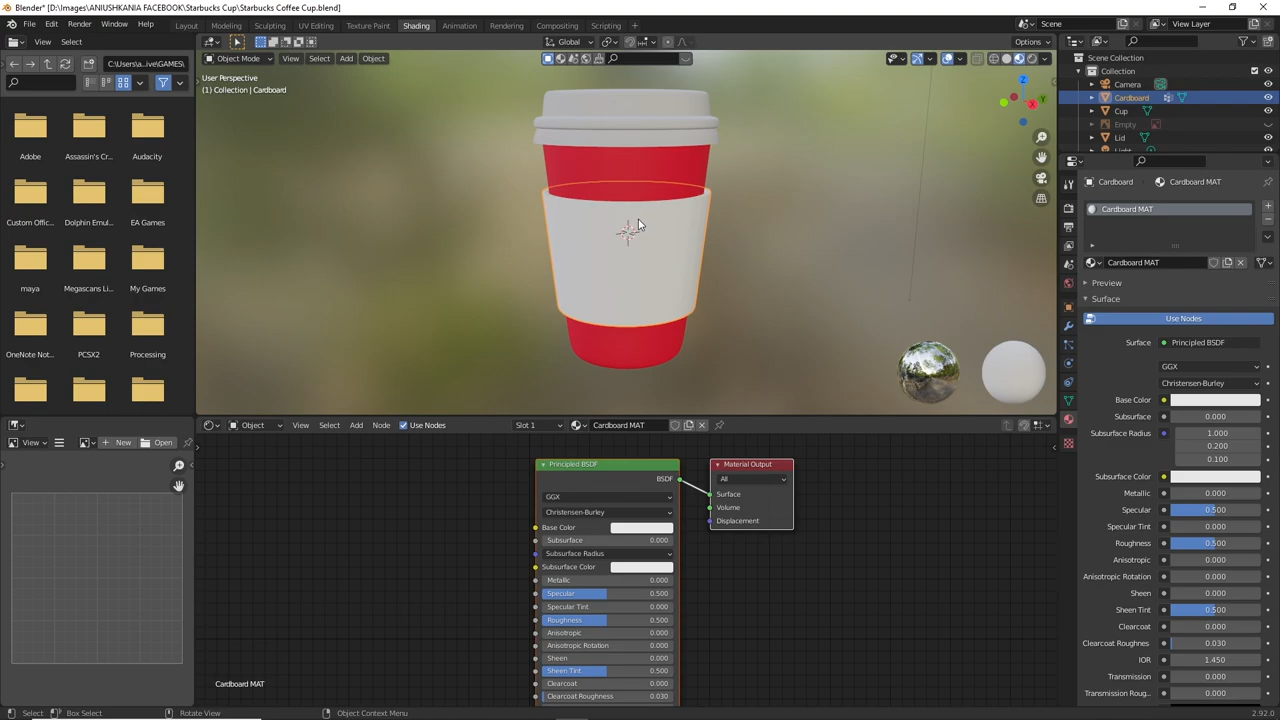 Blender* [D:\Images\ANIUSHKANIA FACEBOOK\Starbucks Cup\Starbucks Coffee Cup.blend]
File Edit Render Window Help Layout Modeling Sculpting UV Editing Texture Paint Shading Animation Rendering Compositing Scripting + Scene View Layer
View Select Global Options
C:\Users\a...ive\GAMES\ Object Mode View Select Add Object
Scene Collection
Collection
Camera
Cardboard
Cup
Empty
Lid
Light
User Perspective
(1) Collection | Cardboard
X
Y
Z
Adobe Assassin's Cr... Audacity
Custom Offic... Dolphin Emul... EA Games
maya Megascans Li... My Games
OneNote Not... PCSX2 Processing
Cardboard Cardboard MAT
Cardboard MAT
Cardboard MAT
Preview
Surface
Use Nodes
Surface Principled BSDF
GGX
Christensen-Burley
Base Color
Subsurface 0.000
Subsurface Radius 1.000
0.200
0.100
Subsurface Color
Metallic 0.000
Specular 0.500
Specular Tint 0.000
Roughness 0.500
Anisotropic 0.000
Anisotropic Rotation 0.000
Sheen 0.000
Sheen Tint 0.500
Clearcoat 0.000
Clearcoat Roughnes 0.030
IOR 1.450
Transmission 0.000
Transmission Roug... 0.000
Object View Select Add Node Use Nodes Slot 1 Cardboard MAT
View New Open
Principled BSDF
BSDF
GGX
Christensen-Burley
Base Color
Subsurface 0.000
Subsurface Radius
Subsurface Color
Metallic 0.000
Specular 0.500
Specular Tint 0.000
Roughness 0.500
Anisotropic 0.000
Anisotropic Rotation 0.000
Sheen 0.000
Sheen Tint 0.500
Clearcoat 0.000
Clearcoat Roughness 0.030
Material Output
All
Surface
Volume
Displacement
Cardboard MAT
Select Box Select Rotate View Object Context Menu 2.92.0